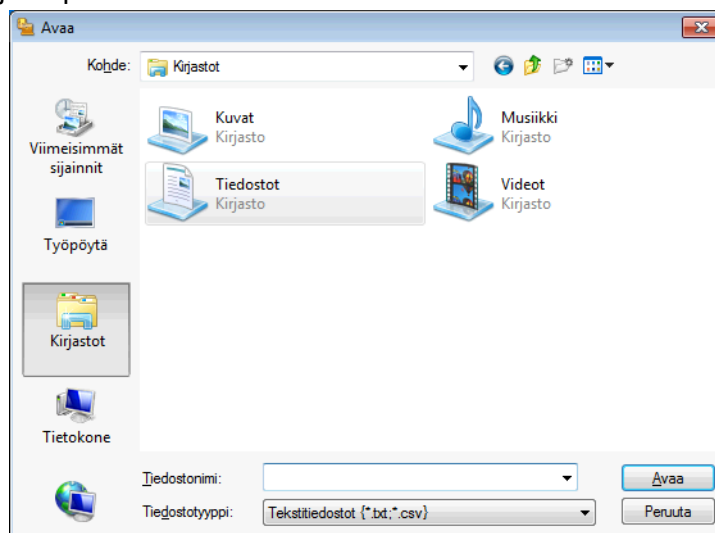 Avaa
Kohde:
Kirjastot
Viimeisimmät
sijainnit
Työpöytä
Kirjastot
Tietokone
Kuvat
Kirjasto
Musiikki
Kirjasto
Tiedostot
Kirjasto
Videot
Kirjasto
Tiedostonimi:
Avaa
Tiedostotyyppi:
Tekstitiedostot {*.txt;*.csv}
Peruuta